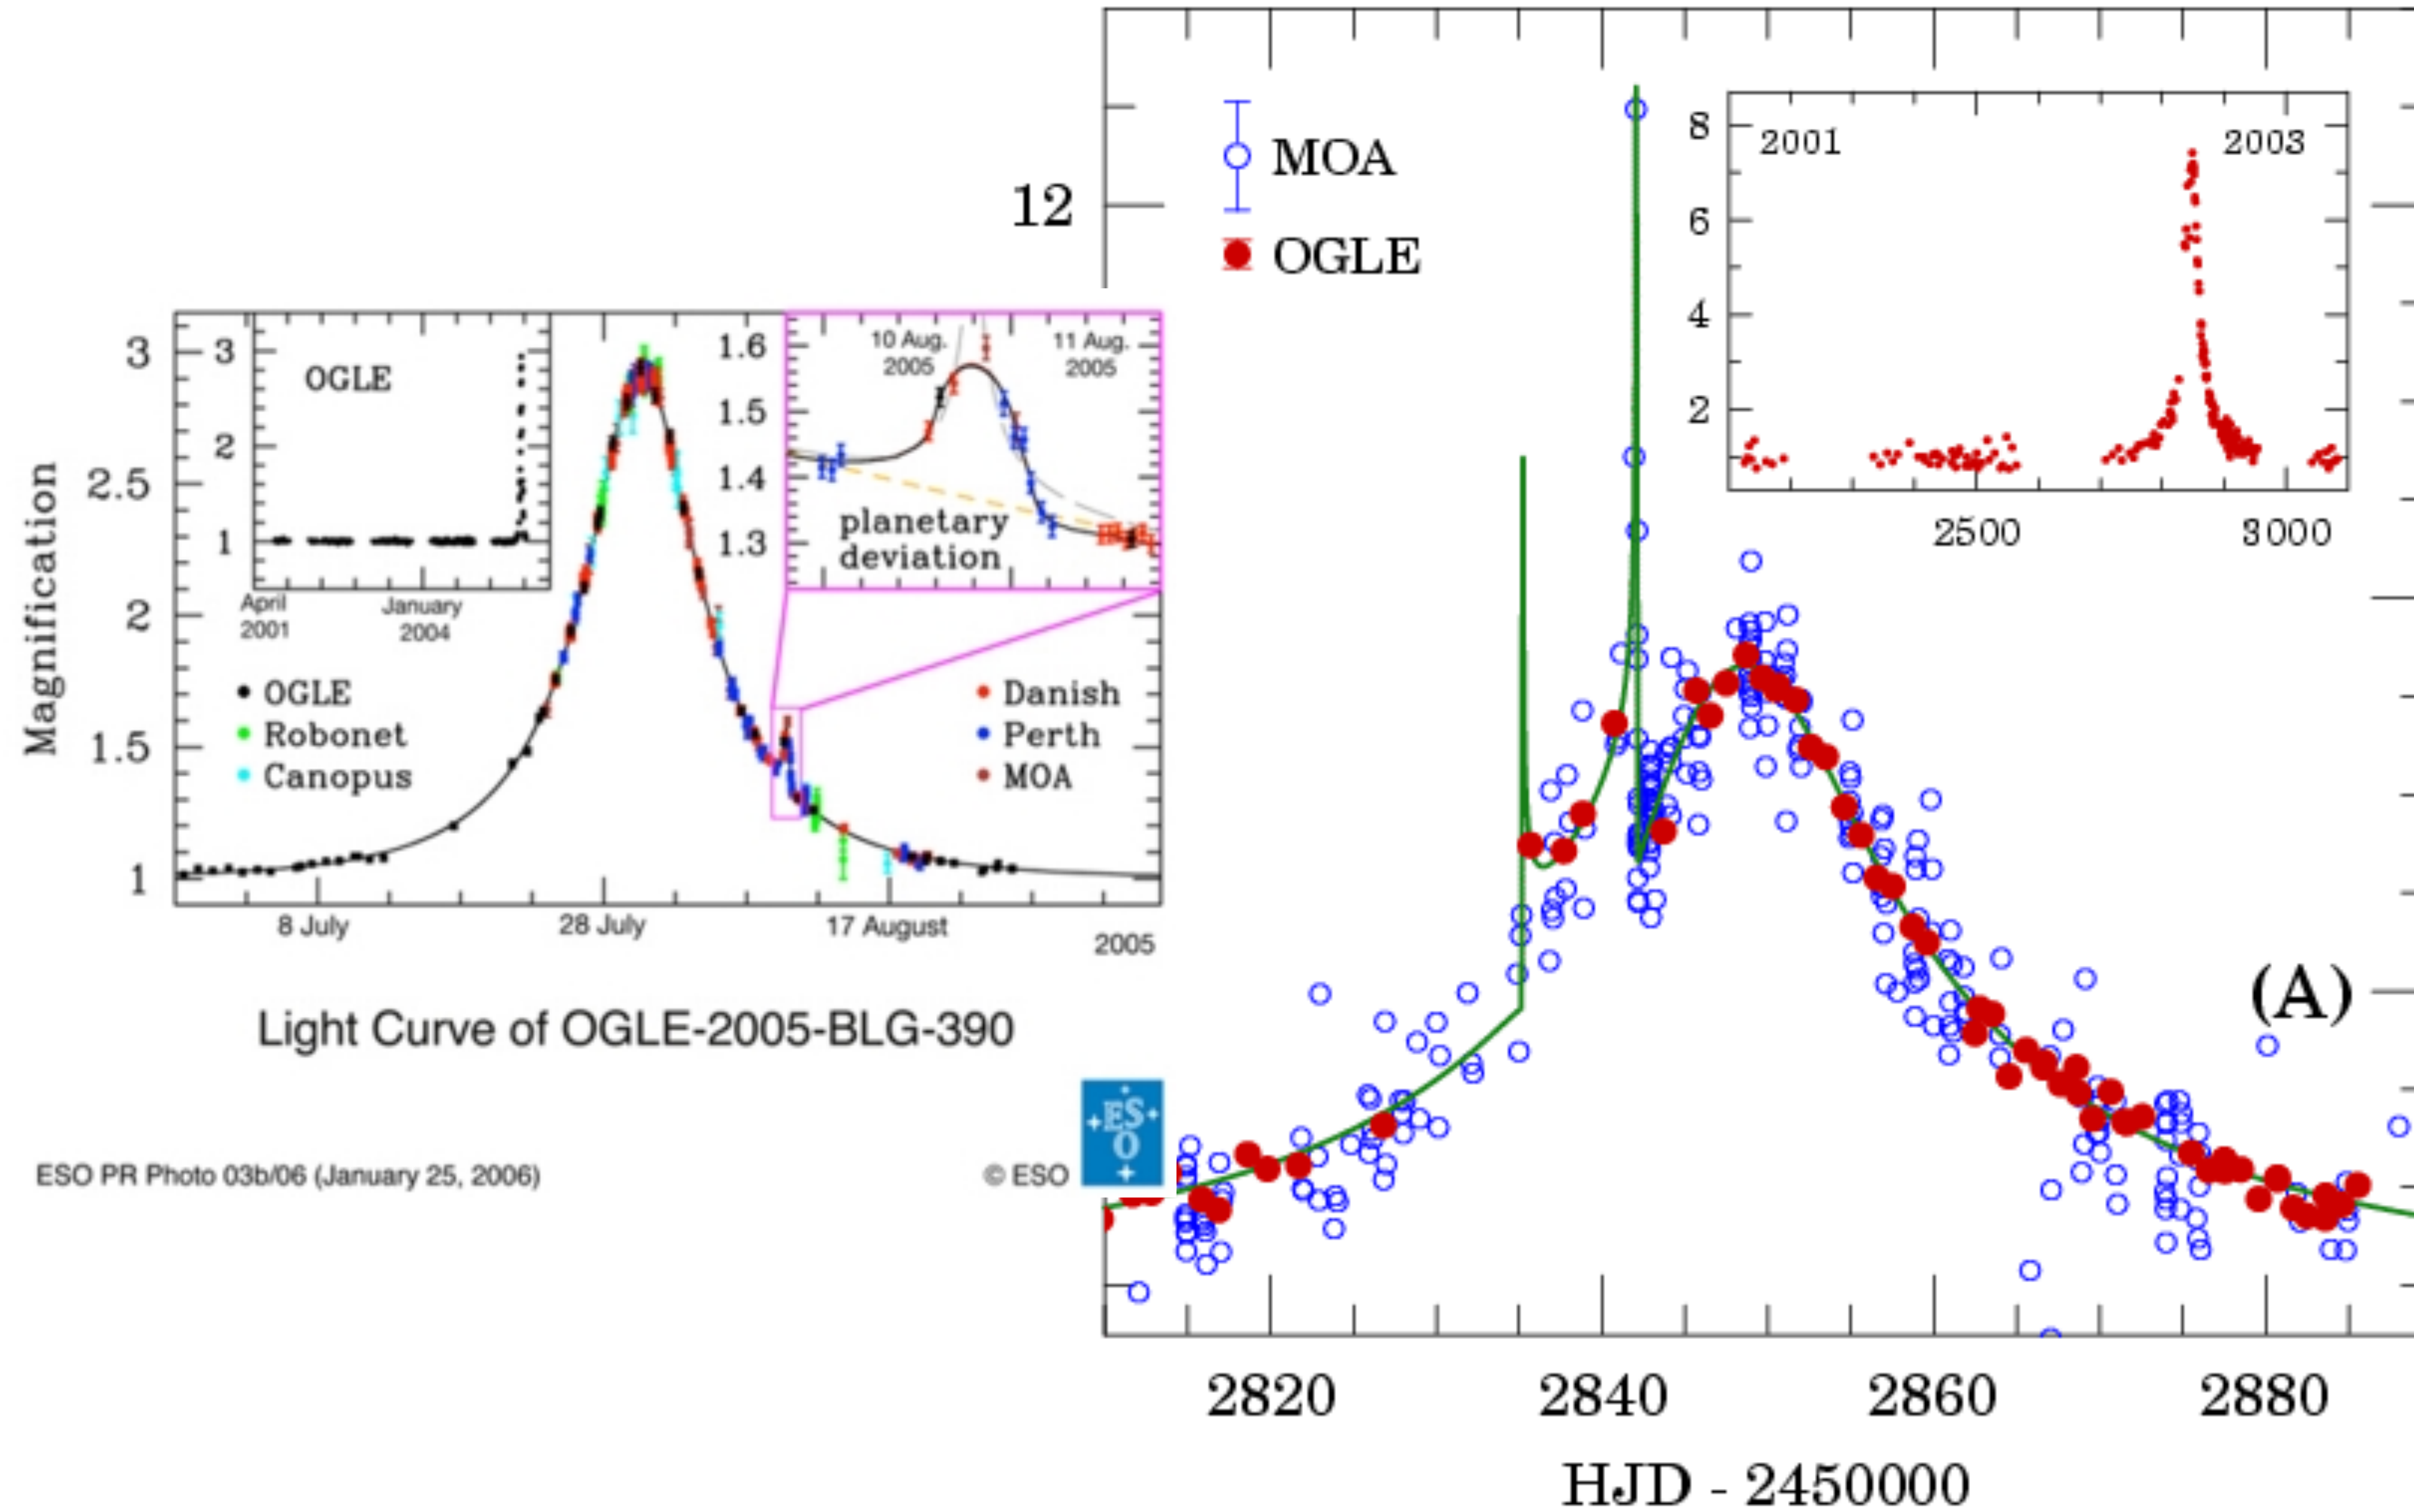 Magnification
3
2.5
2
1.5
1
3
2
1
OGLE
April
2001
January
2004
1.6
1.5
1.4
1.3
10 Aug.
2005
11 Aug.
2005
planetary
deviation
OGLE
Robonet
Canopus
Danish
Perth
MOA
8 July
28 July
17 August
2005
Light Curve of OGLE-2005-BLG-390
ESO PR Photo 03b/06 (January 25, 2006)
© ESO
ES
O
12
MOA
OGLE
8
6
4
2
2001
2003
2500
3000
(A)
2820
2840
2860
2880
HJD - 2450000